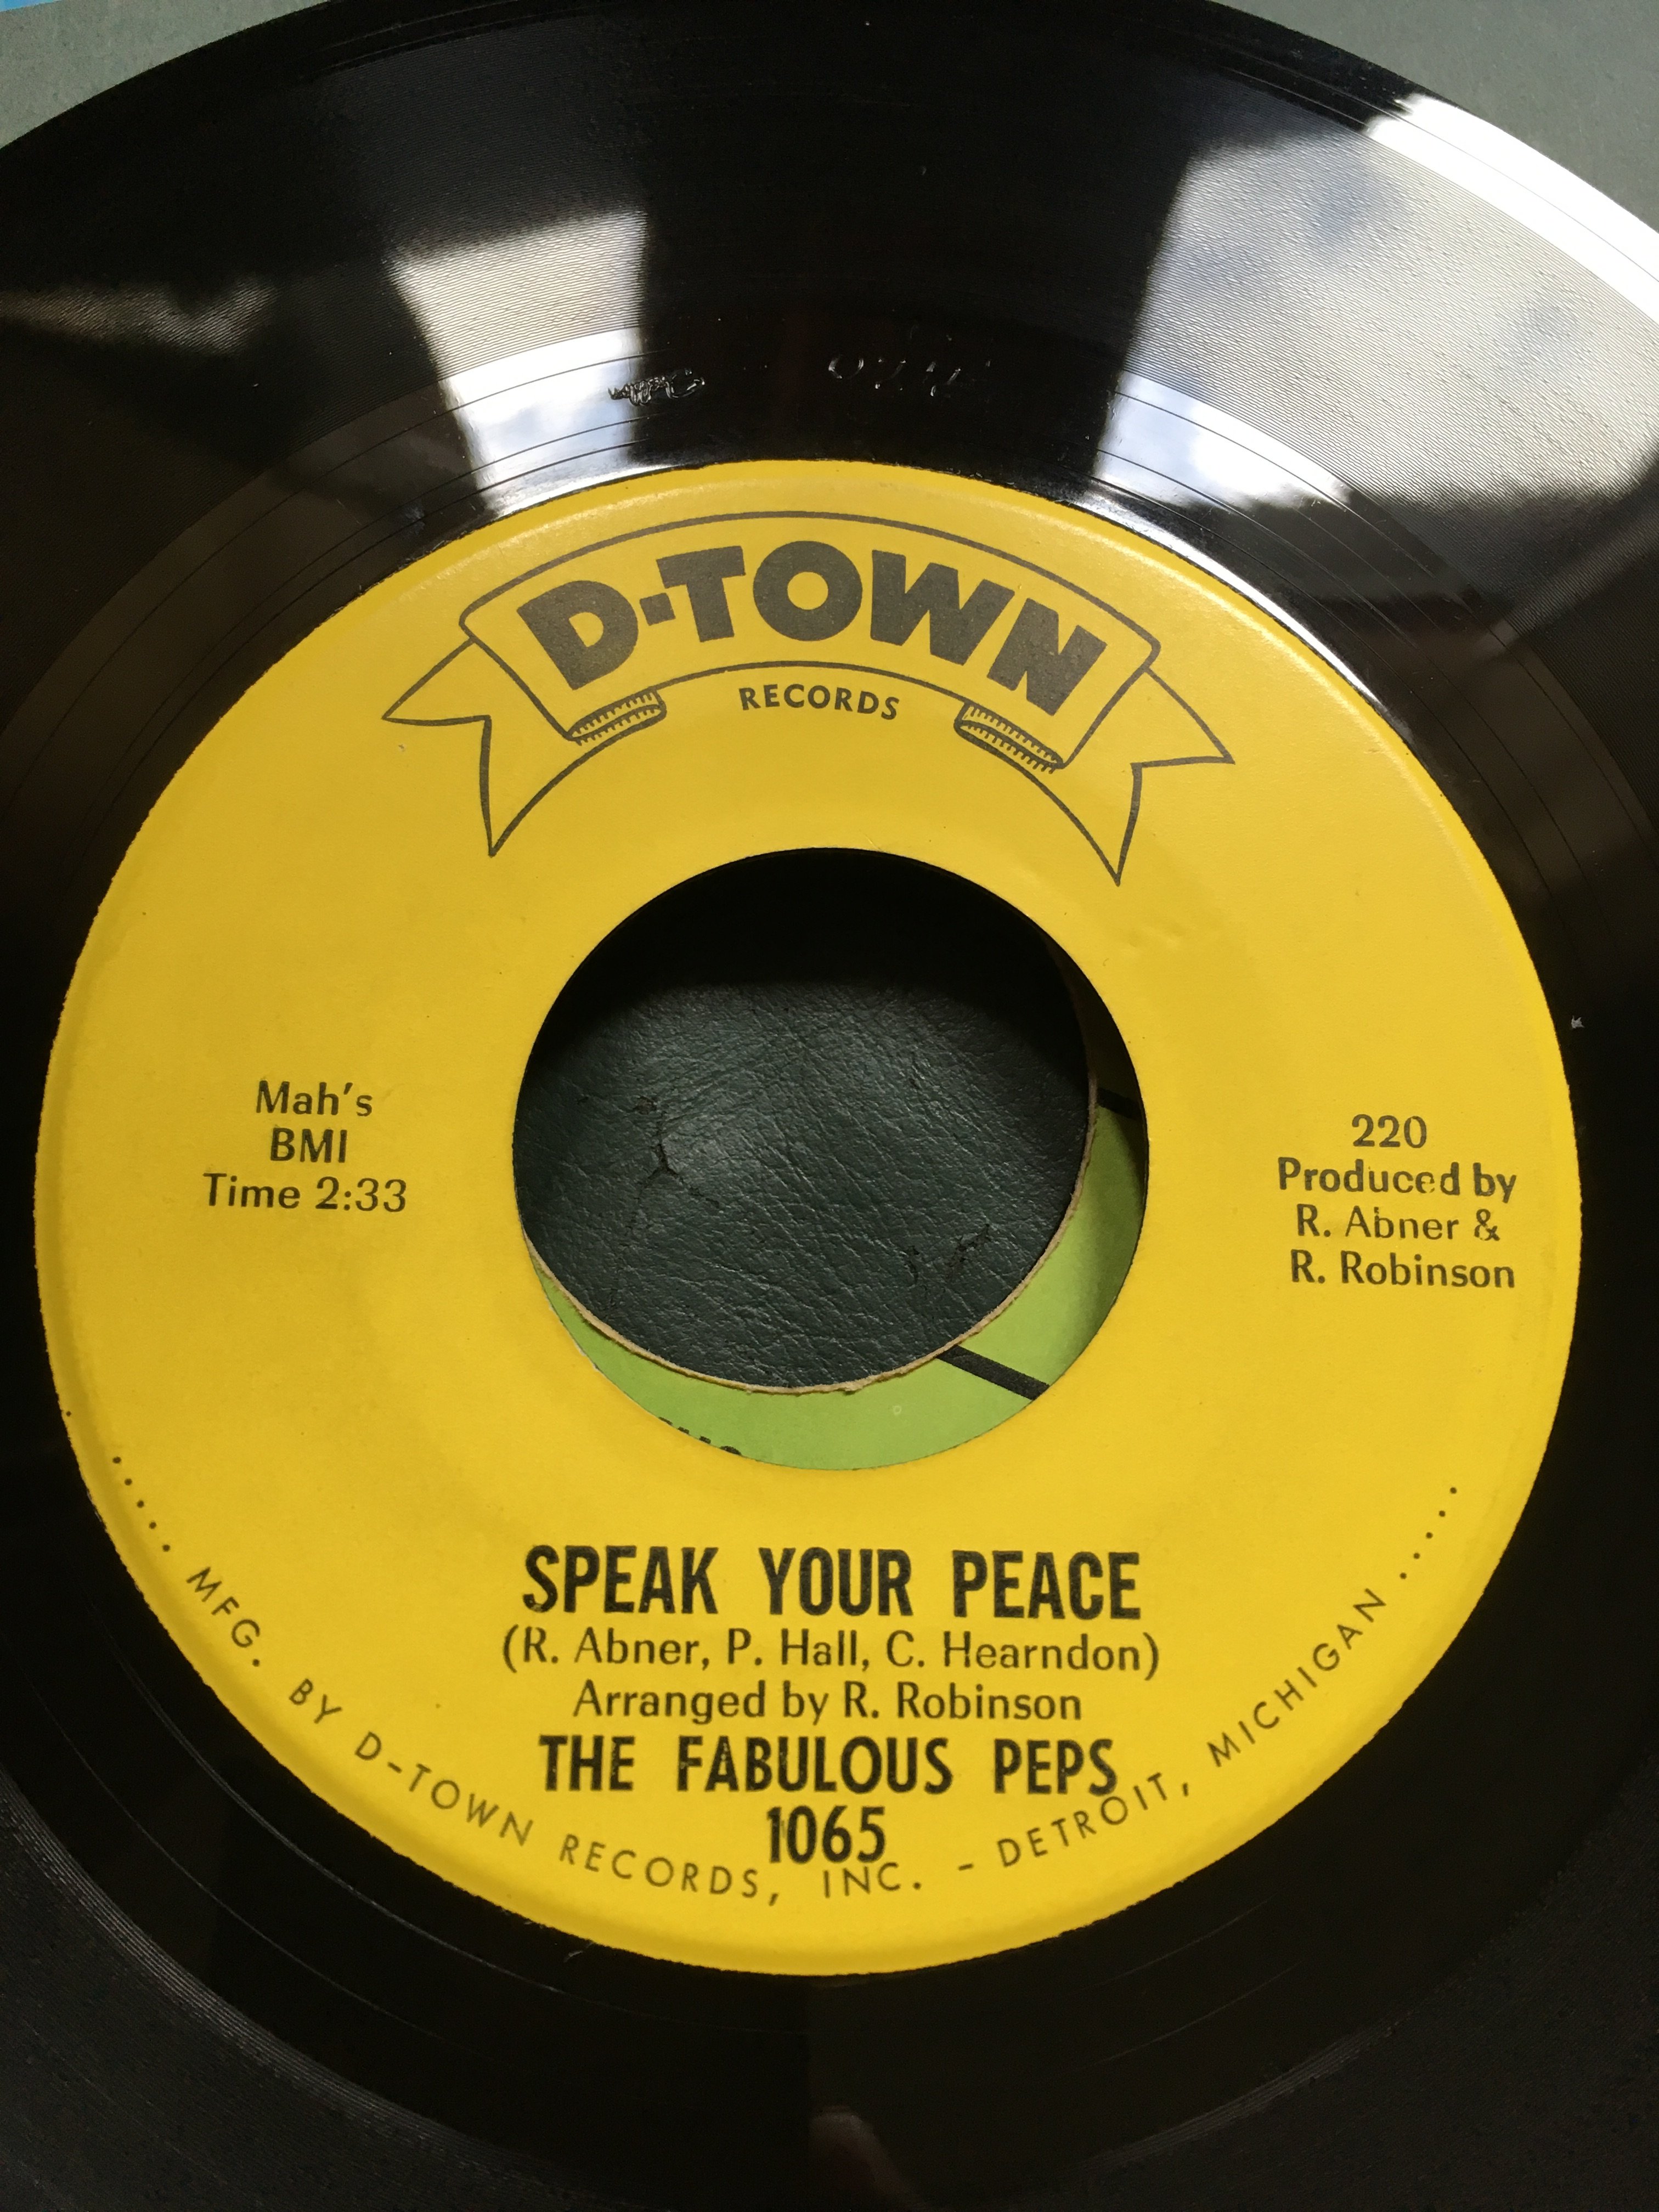 D-TOWN
RECORDS
Mah's
BMI
Time 2:33
220
Produced by
R. Abner &
R. Robinson
SPEAK YOUR PEACE
(R. Abner, P. Hall, C. Hearndon)
Arranged by R. Robinson
THE FABULOUS PEPS
1065
..... MFG. BY D-TOWN RECORDS, INC. - DETROIT, MICHIGAN .....